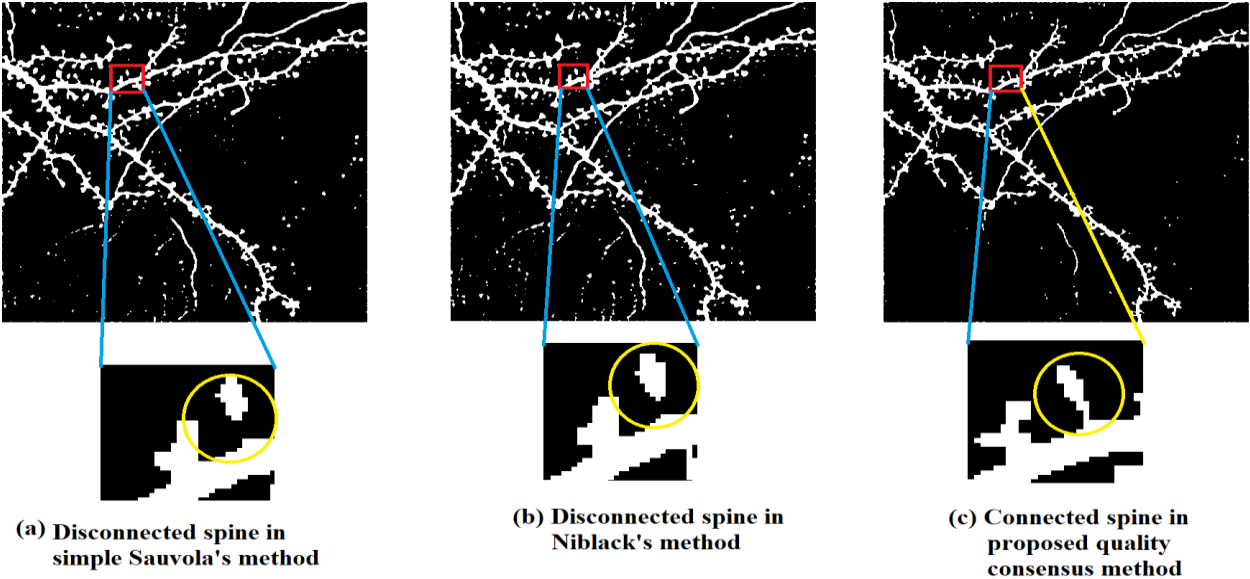 (a) Disconnected spine in
simple Sauvola's method
(b) Disconnected spine in
Niblack's method
(c) Connected spine in
proposed quality
consensus method